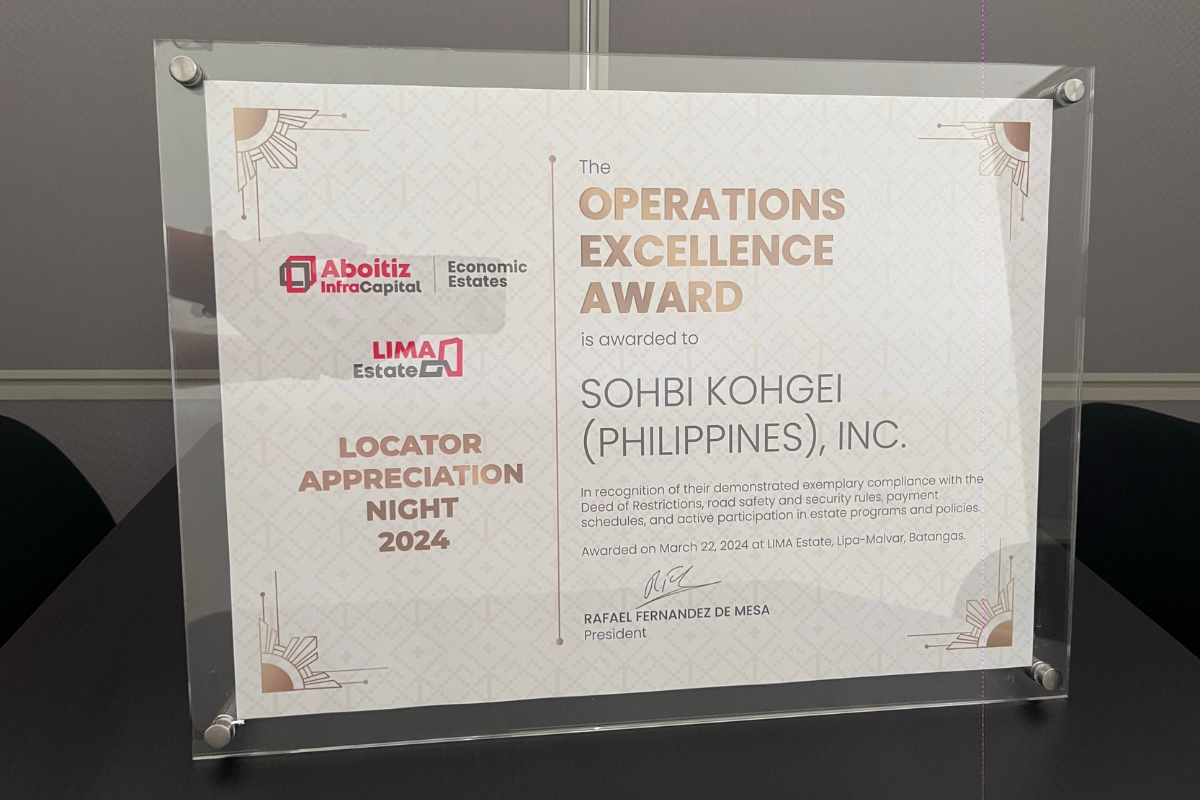 Aboitiz
InfraCapital
Economic
Estates
LIMA
Estate
LOCATOR
APPRECIATION
NIGHT
2024
The
OPERATIONS
EXCELLENCE
AWARD
is awarded to
SOHBI KOHGEI
(PHILIPPINES), INC.
In recognition of their demonstrated exemplary compliance with the
Deed of Restrictions, road safety and security rules, payment
schedules, and active participation in estate programs and policies.
Awarded on March 22, 2024 at LIMA Estate, Lipa-Malvar, Batangas.
RAFAEL FERNANDEZ DE MESA
President